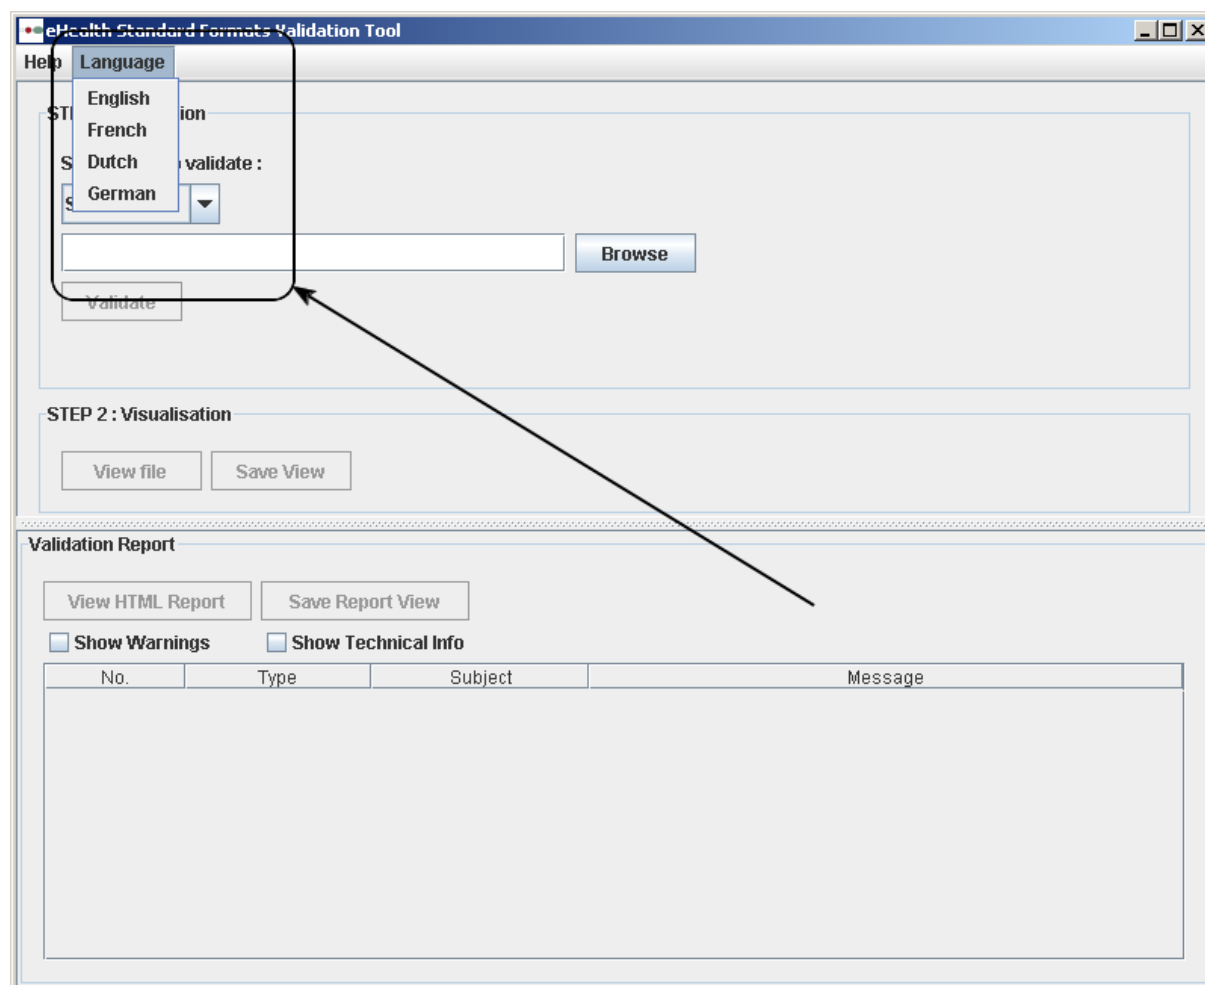 eHealth Standard Formats Validation Tool
Help Language
English
French
Dutch
German
validate :
Browse
Validate
STEP 2 : Visualisation
View file Save View
Validation Report
View HTML Report Save Report View
Show Warnings Show Technical Info
No. Type Subject Message